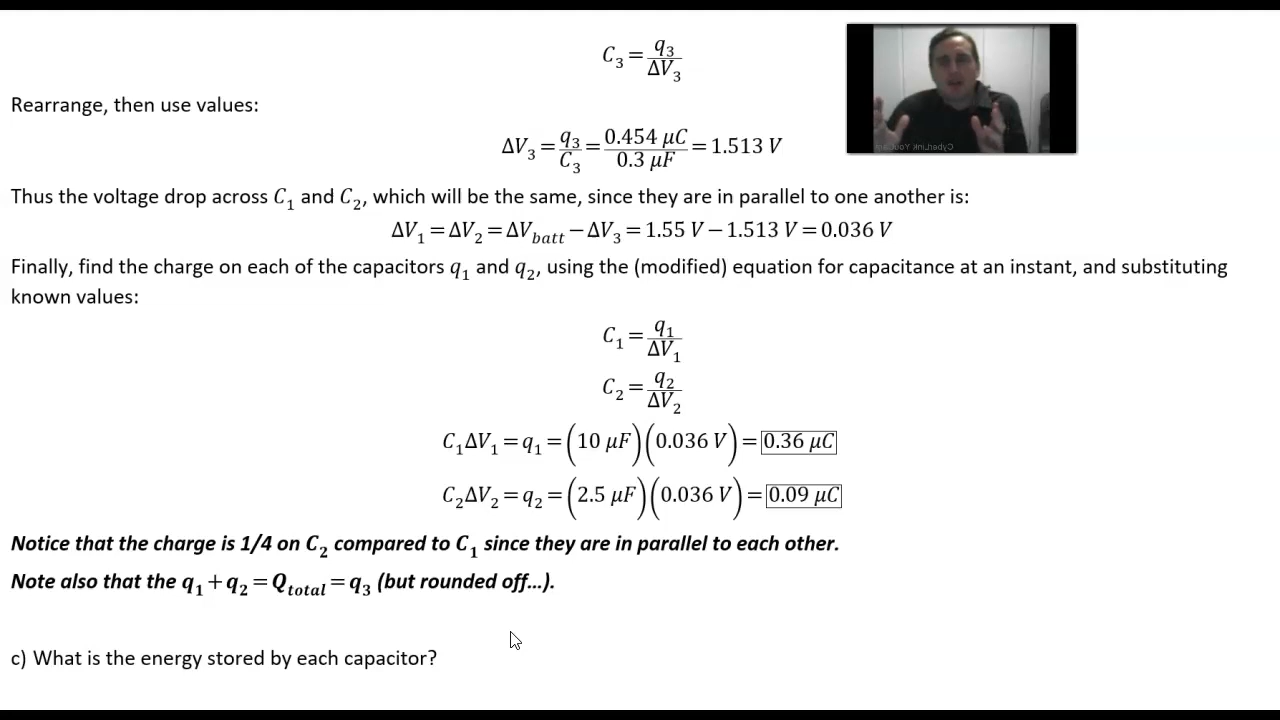 C₃ = q₃/ΔV₃
Rearrange, then use values:
ΔV₃ = q₃/C₃ = 0.454 μC/0.3 μF = 1.513 V
Thus the voltage drop across C₁ and C₂, which will be the same, since they are in parallel to one another is:
ΔV₁ = ΔV₂ = ΔV_batt − ΔV₃ = 1.55 V − 1.513 V = 0.036 V
Finally, find the charge on each of the capacitors q₁ and q₂, using the (modified) equation for capacitance at an instant, and substituting
known values:
C₁ = q₁/ΔV₁
C₂ = q₂/ΔV₂
C₁ΔV₁ = q₁ = (10 μF)(0.036 V) = 0.36 μC
C₂ΔV₂ = q₂ = (2.5 μF)(0.036 V) = 0.09 μC
Notice that the charge is 1/4 on C₂ compared to C₁ since they are in parallel to each other.
Note also that the q₁ + q₂ = Q_total = q₃ (but rounded off...).
c) What is the energy stored by each capacitor?